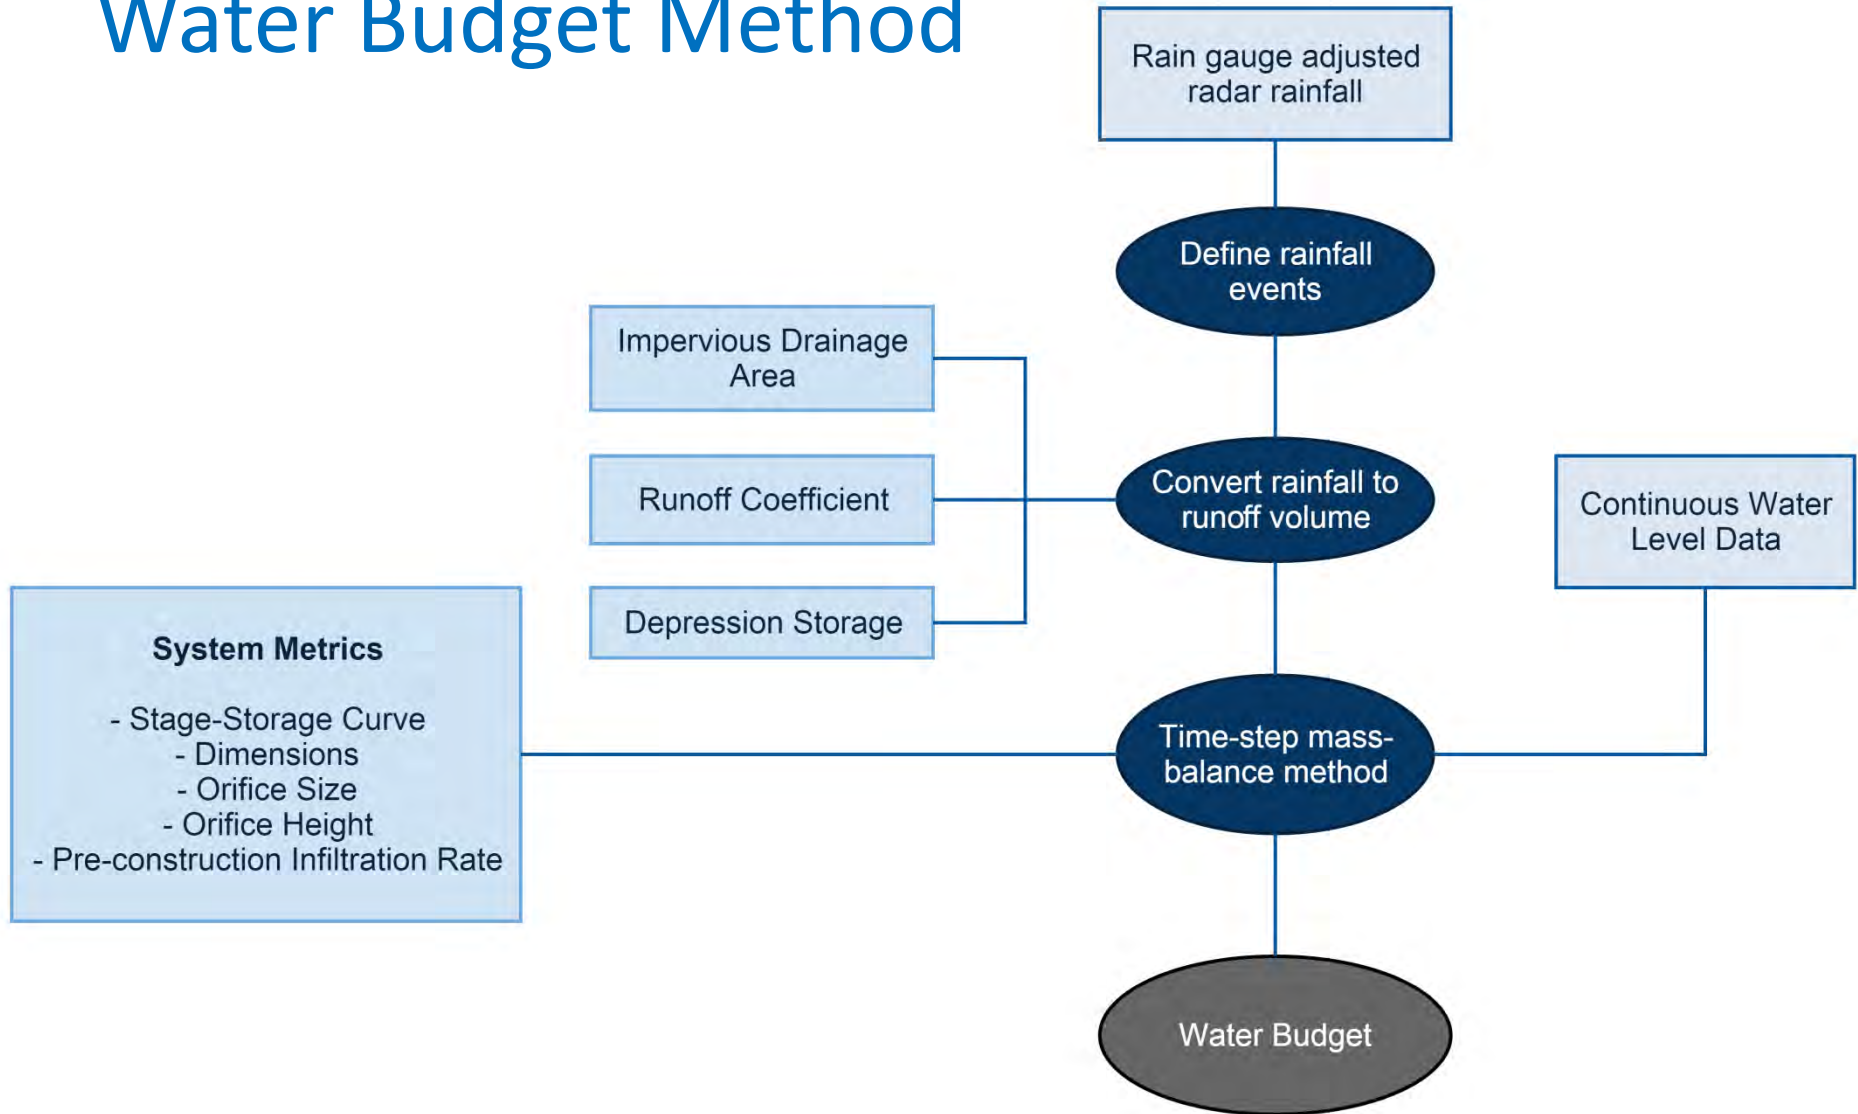 Water Budget Method
Rain gauge adjusted
radar rainfall
Define rainfall
events
Impervious Drainage
Area
Runoff Coefficient
Depression Storage
Convert rainfall to
runoff volume
Continuous Water
Level Data
System Metrics
- Stage-Storage Curve
- Dimensions
- Orifice Size
- Orifice Height
- Pre-construction Infiltration Rate
Time-step mass-
balance method
Water Budget